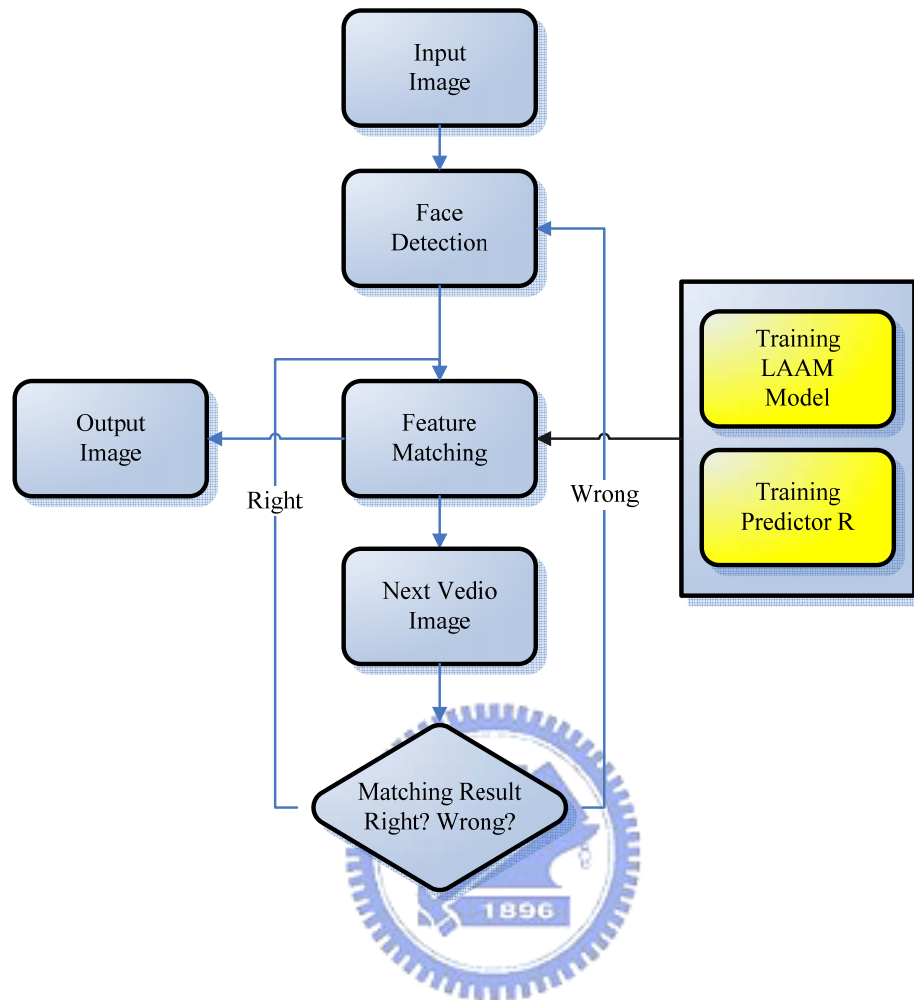 Input
Image
Face
Detection
Training
LAAM
Model
Output
Image
Feature
Matching
Training
Predictor R
Right
Wrong
Next Vedio
Image
Matching Result
Right? Wrong?
1896